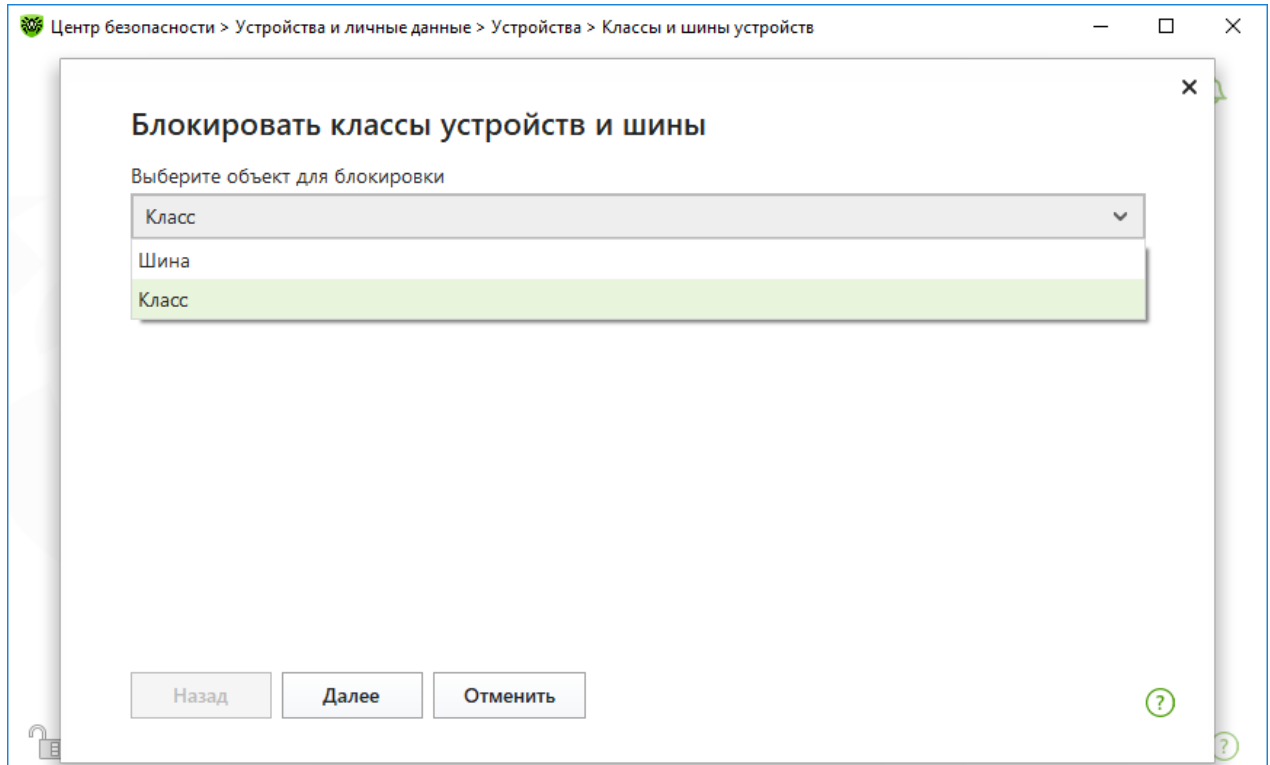 Центр безопасности > Устройства и личные данные > Устройства > Классы и шины устройств
Блокировать классы устройств и шины
Выберите объект для блокировки
Класс
Шина
Класс
Назад
Далее
Отменить
?
?